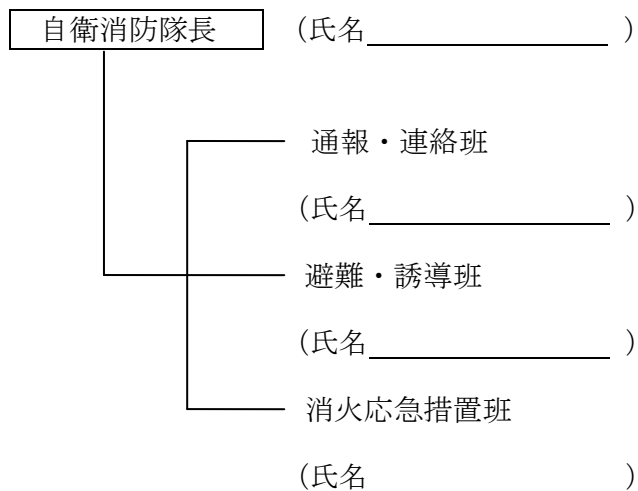 自衛消防隊長 (氏名 )
通報・連絡班
(氏名 )
避難・誘導班
(氏名 )
消火応急措置班
(氏名 )